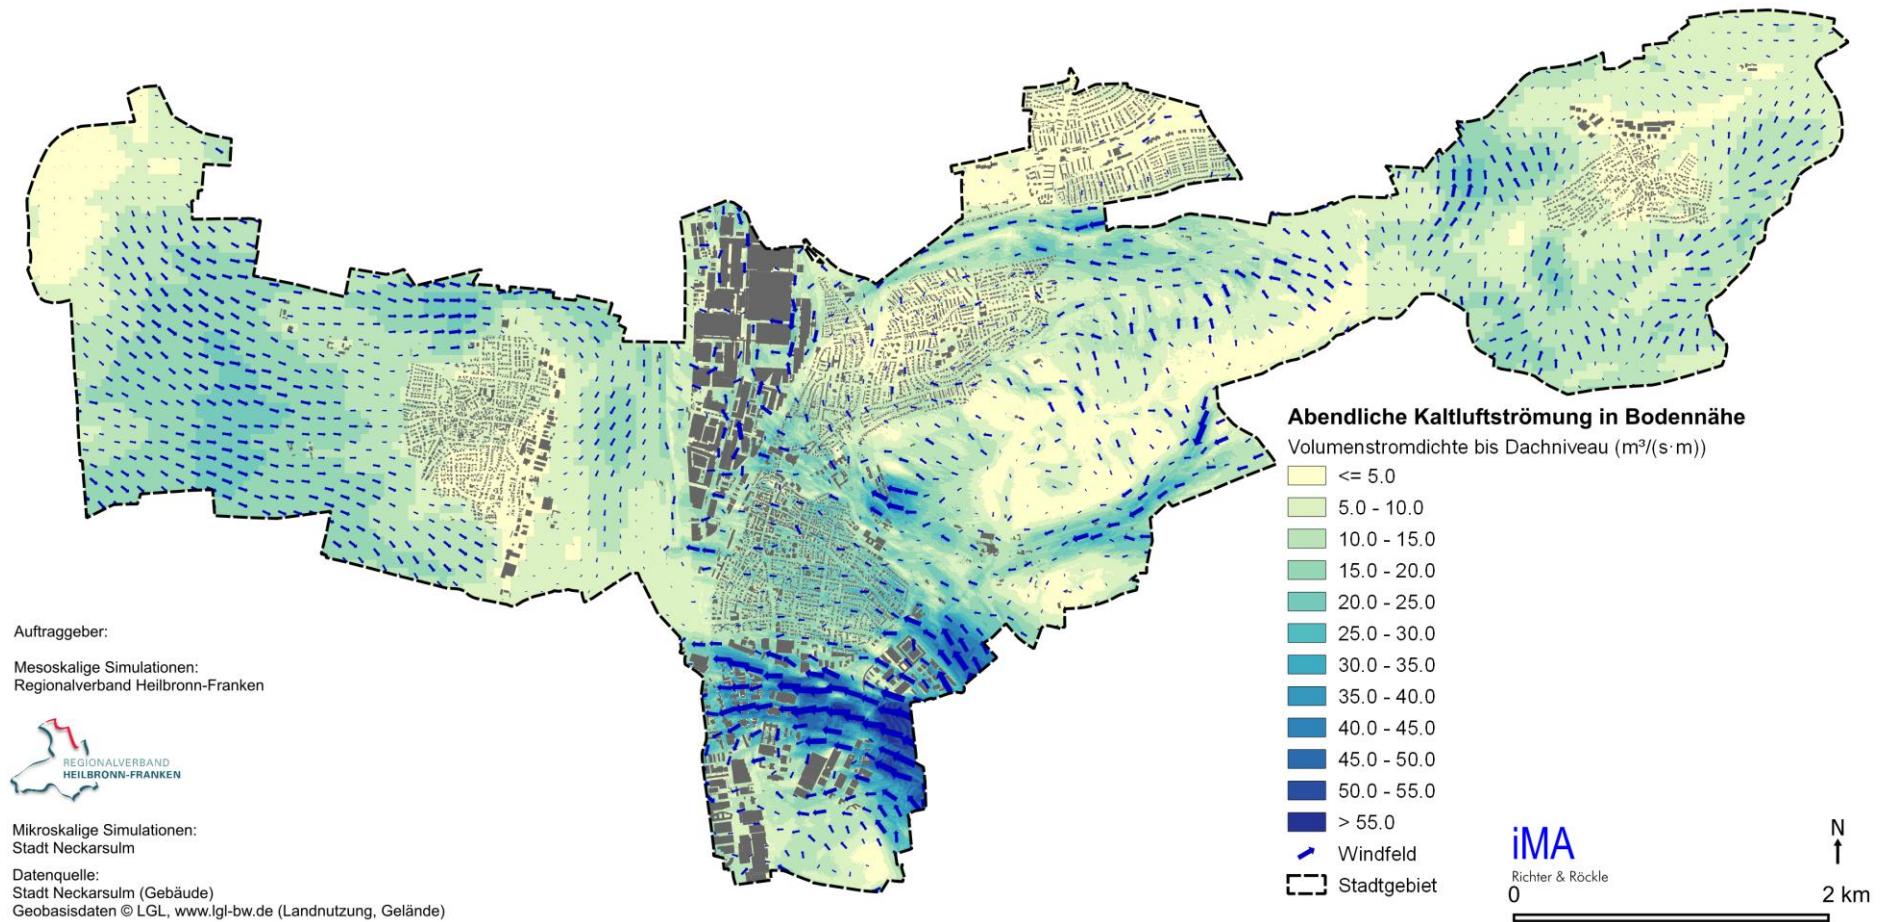 Abendliche Kaltluftströmung in Bodennähe
Volumenstromdichte bis Dachniveau (m³/(s·m))
<= 5.0
5.0 - 10.0
10.0 - 15.0
15.0 - 20.0
20.0 - 25.0
25.0 - 30.0
30.0 - 35.0
35.0 - 40.0
40.0 - 45.0
45.0 - 50.0
50.0 - 55.0
> 55.0
Windfeld
Stadtgebiet
Auftraggeber:
Mesoskalige Simulationen:
Regionalverband Heilbronn-Franken
REGIONALVERBAND
HEILBRONN-FRANKEN
Mikroskalige Simulationen:
Stadt Neckarsulm
Datenquelle:
Stadt Neckarsulm (Gebäude)
Geobasisdaten © LGL, www.lgl-bw.de (Landnutzung, Gelände)
iMA
Richter & Röckle
N
0 2 km